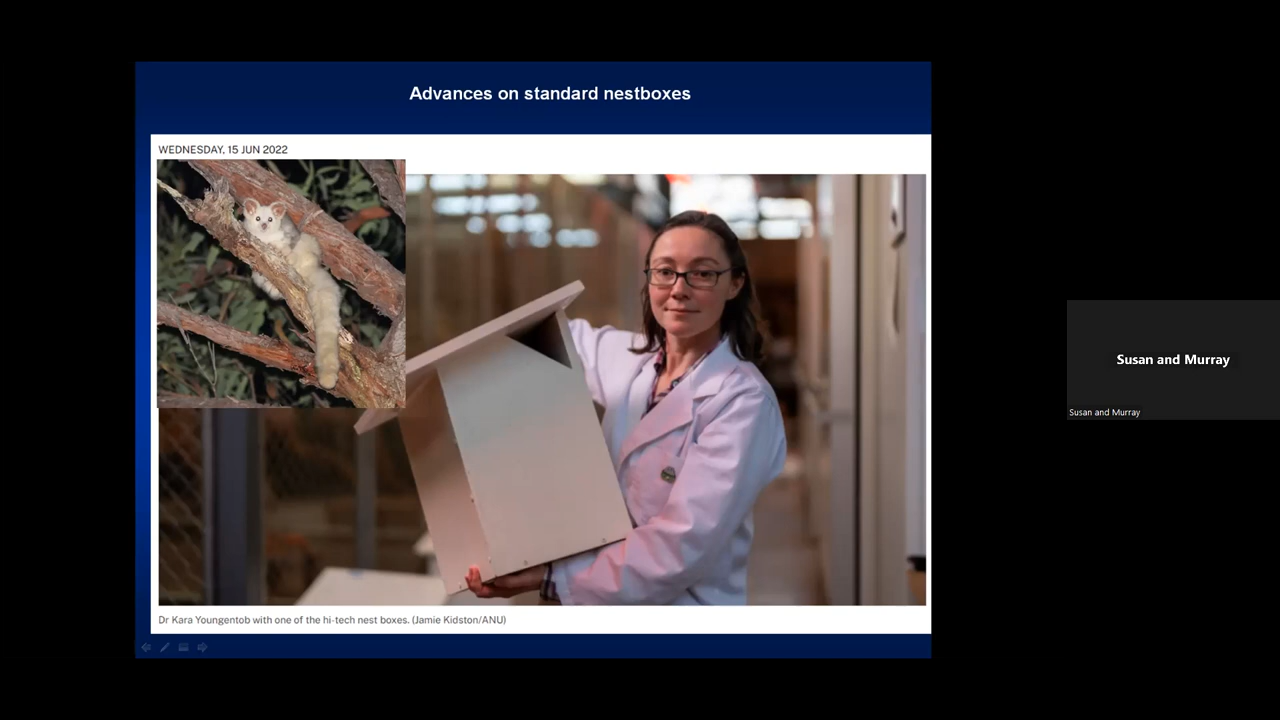 Advances on standard nestboxes
WEDNESDAY, 15 JUN 2022
Dr Kara Youngentob with one of the hi-tech nest boxes. (Jamie Kidston/ANU)
Susan and Murray
Susan and Murray